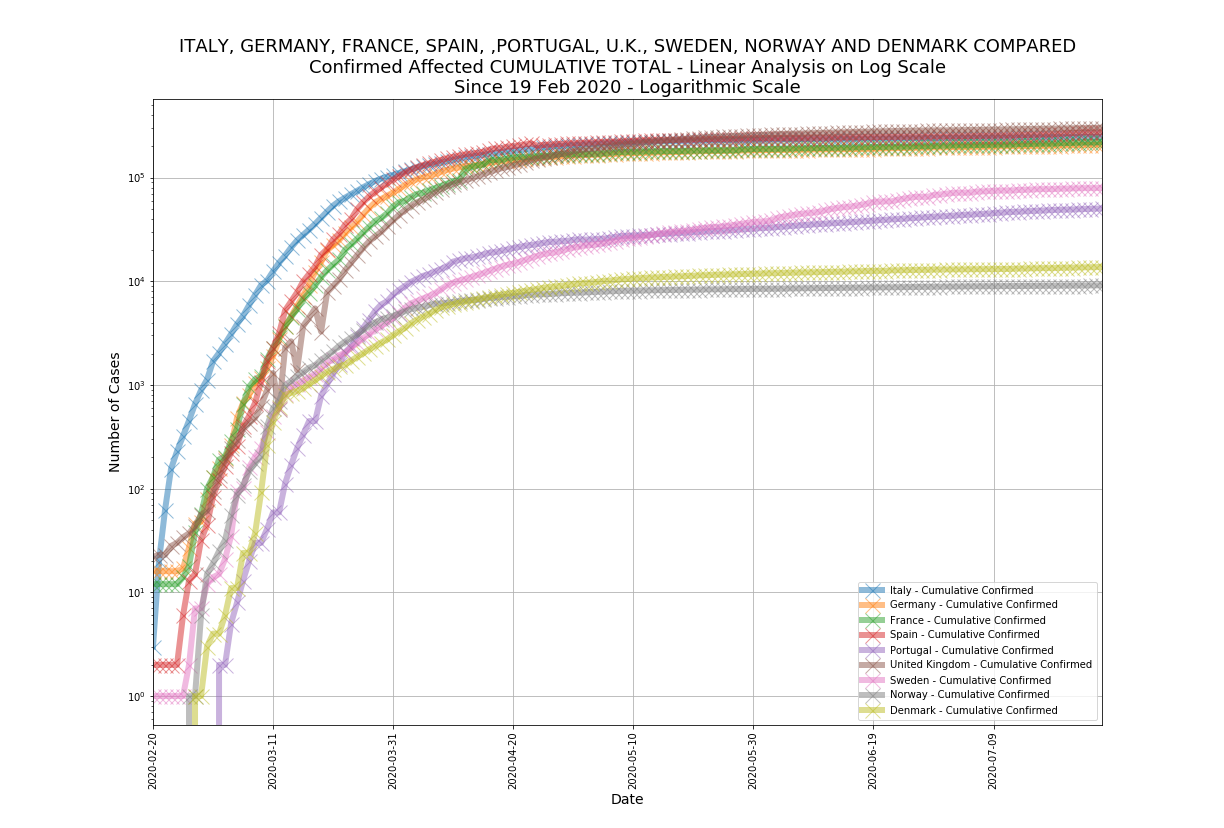 ITALY, GERMANY, FRANCE, SPAIN, ,PORTUGAL, U.K., SWEDEN, NORWAY AND DENMARK COMPARED
Confirmed Affected CUMULATIVE TOTAL - Linear Analysis on Log Scale
Since 19 Feb 2020 - Logarithmic Scale
Number of Cases
10⁵
10⁴
10³
10²
10¹
10⁰
Italy - Cumulative Confirmed
Germany - Cumulative Confirmed
France - Cumulative Confirmed
Spain - Cumulative Confirmed
Portugal - Cumulative Confirmed
United Kingdom - Cumulative Confirmed
Sweden - Cumulative Confirmed
Norway - Cumulative Confirmed
Denmark - Cumulative Confirmed
2020-02-20
2020-03-11
2020-03-31
2020-04-20
2020-05-10
2020-05-30
2020-06-19
2020-07-09
Date